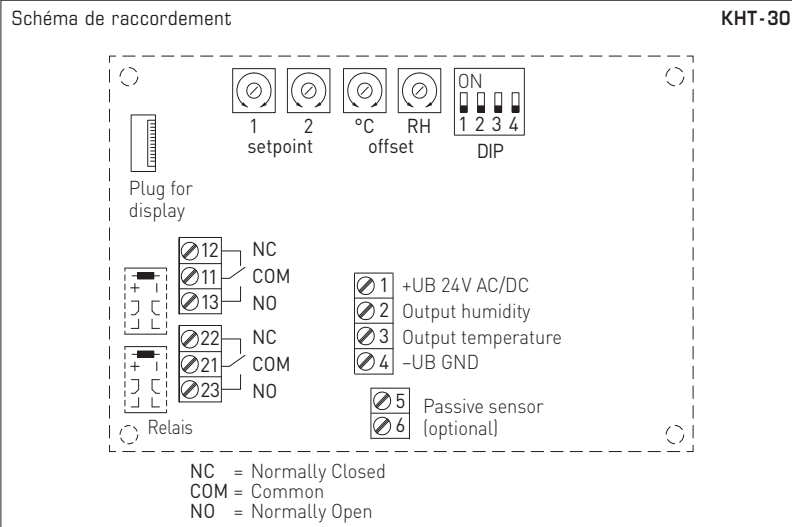 Schéma de raccordement KHT-30
ON
1 2 °C RH 1 2 3 4
setpoint offset DIP
Plug for
display
12 NC
11 COM
13 NO
22 NC
21 COM
23 NO
+ –
+ –
Relais
1 +UB 24V AC/DC
2 Output humidity
3 Output temperature
4 –UB GND
5 Passive sensor
6 (optional)
NC = Normally Closed
COM = Common
NO = Normally Open